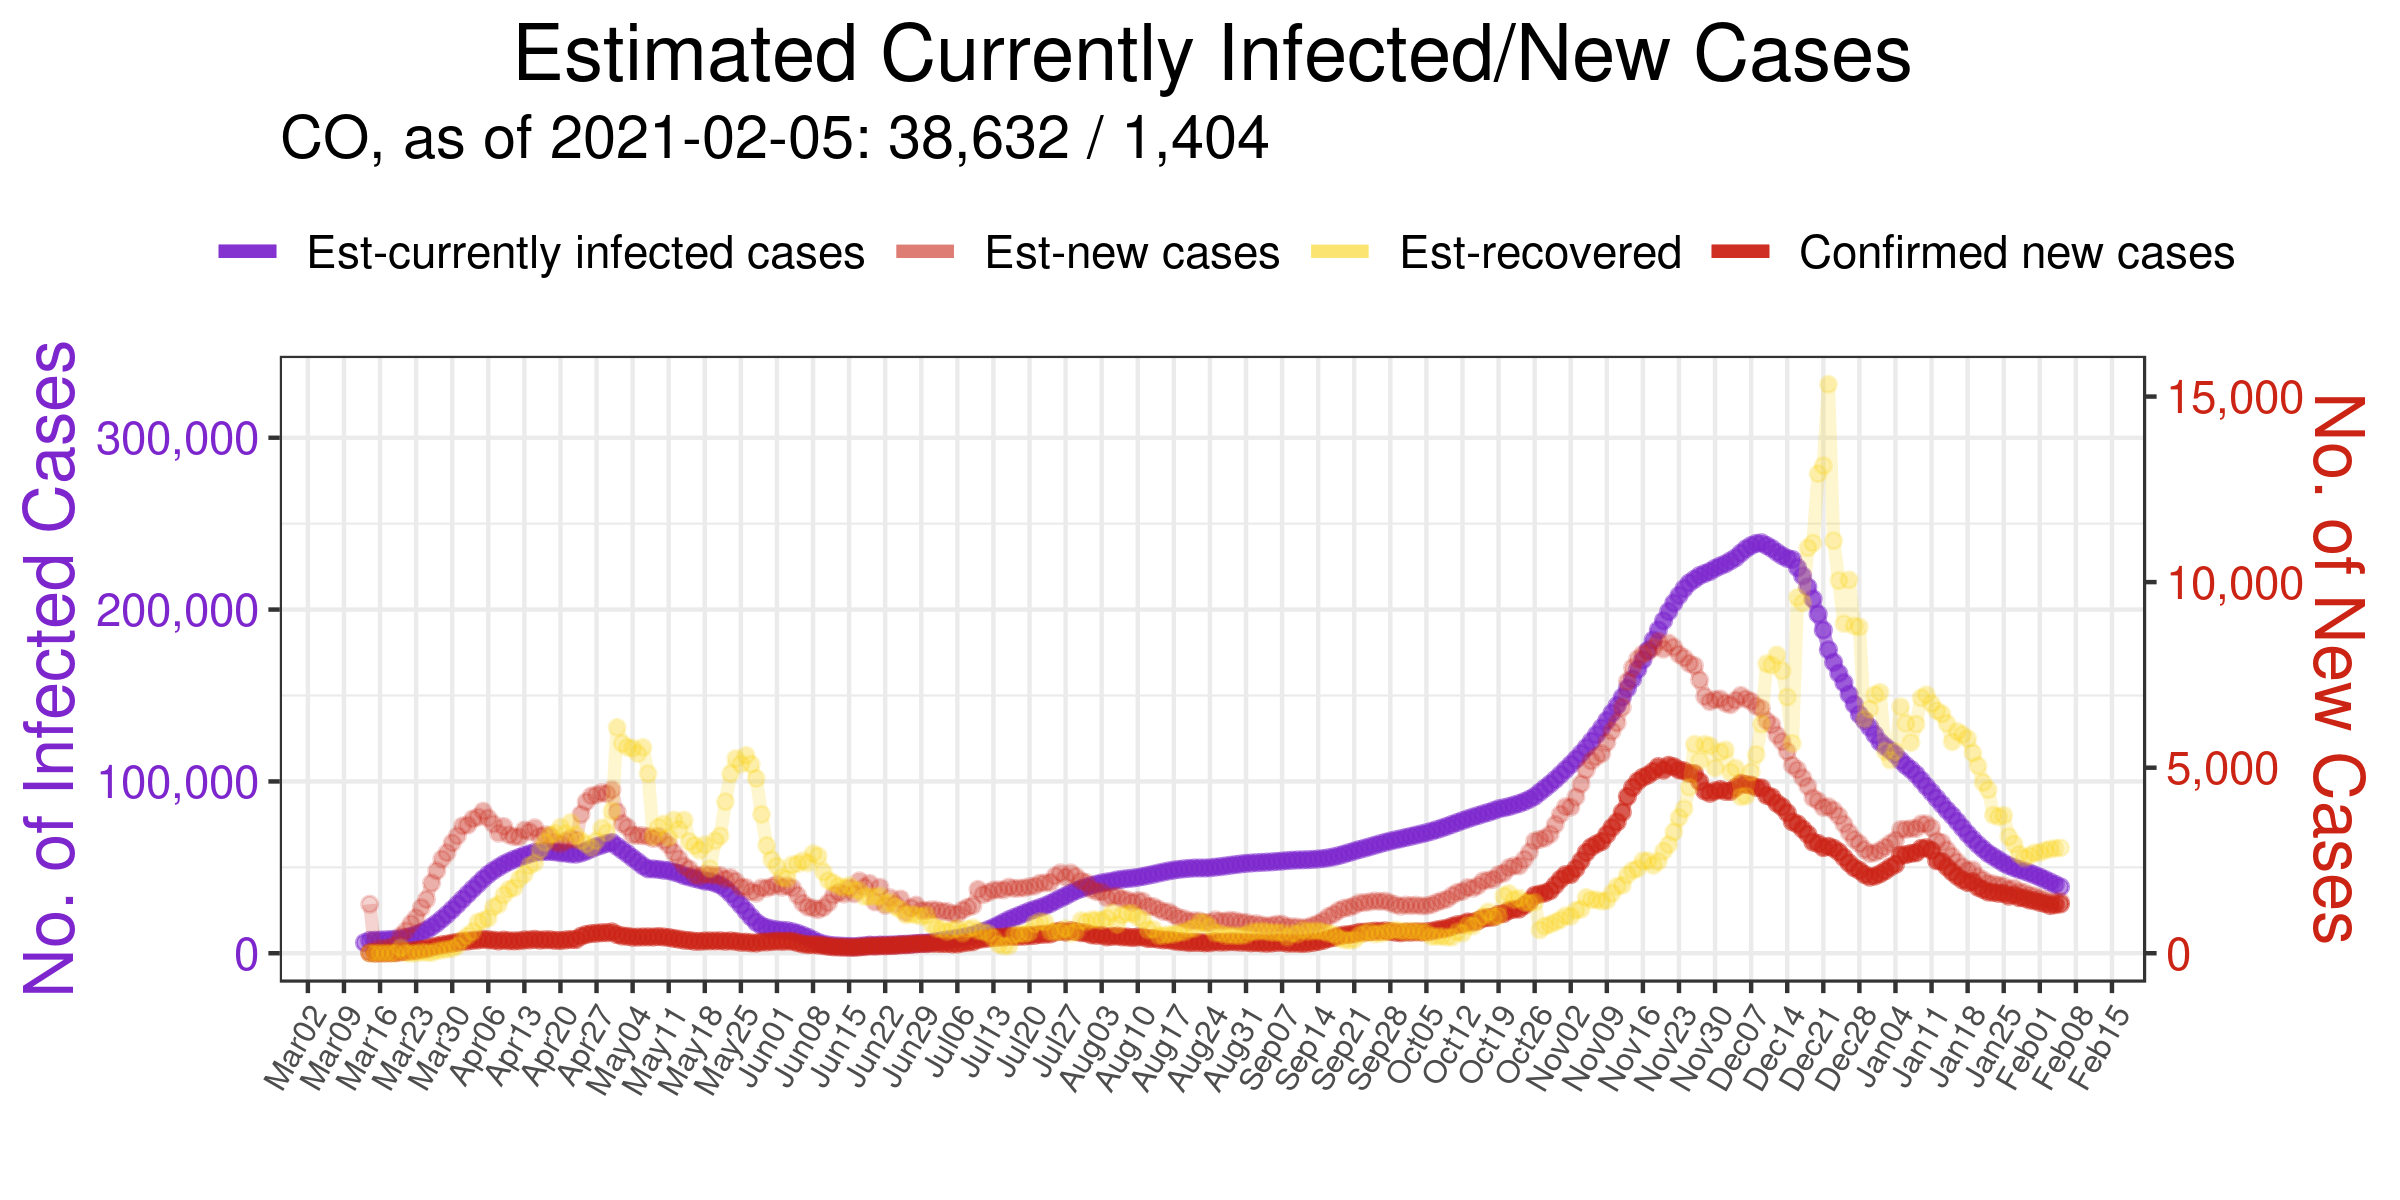 Estimated Currently Infected/New Cases
CO, as of 2021-02-05: 38,632 / 1,404
Est-currently infected cases Est-new cases Est-recovered Confirmed new cases
No. of Infected Cases
300,000
200,000
100,000
0
15,000
10,000
5,000
0
No. of New Cases
Mar02 Mar09 Mar16 Mar23 Mar30 Apr06 Apr13 Apr20 Apr27 May04 May11 May18 May25 Jun01 Jun08 Jun15 Jun22 Jun29 Jul06 Jul13 Jul20 Jul27 Aug03 Aug10 Aug17 Aug24 Aug31 Sep07 Sep14 Sep21 Sep28 Oct05 Oct12 Oct19 Oct26 Nov02 Nov09 Nov16 Nov23 Nov30 Dec07 Dec14 Dec21 Dec28 Jan04 Jan11 Jan18 Jan25 Feb01 Feb08 Feb15